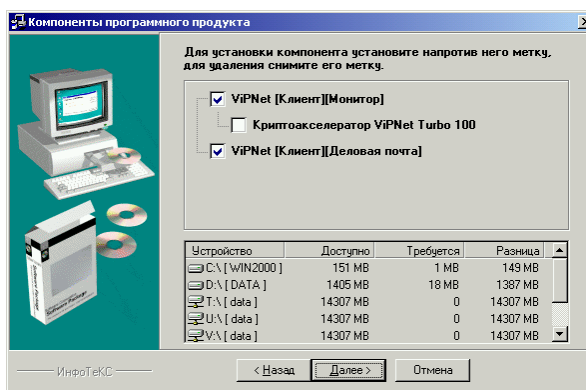 Компоненты программного продукта
Для установки компонента установите напротив него метку,
для удаления снимите его метку.
ViPNet [Клиент][Монитор]
Криптоакселератор ViPNet Turbo 100
ViPNet [Клиент][Деловая почта]
Устройство Доступно Требуется Разница
C:\ [ WIN2000 ] 151 MB 1 MB 149 MB
D:\ [ DATA ] 1405 MB 18 MB 1387 MB
T:\ [ data ] 14307 MB 0 14307 MB
U:\ [ data ] 14307 MB 0 14307 MB
V:\ [ data ] 14307 MB 0 14307 MB
Software Package
ИнфоТеКС
< Назад Далее > Отмена